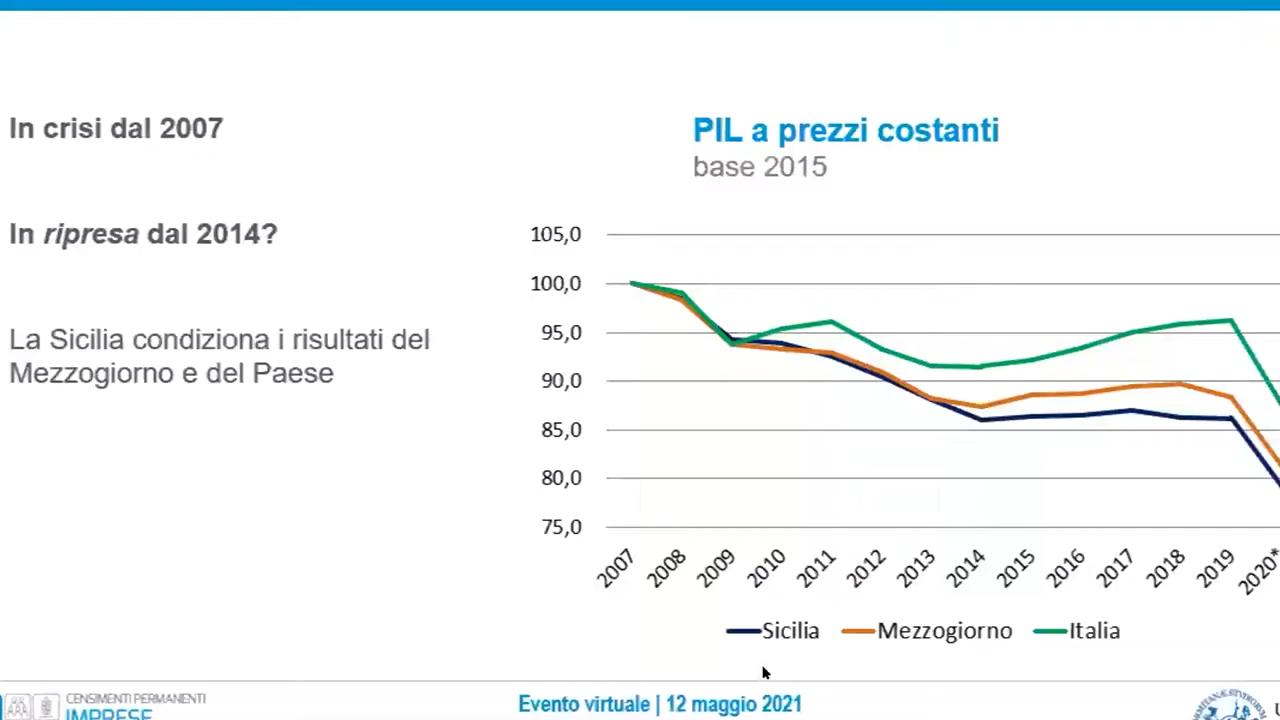 In crisi dal 2007
In ripresa dal 2014?
La Sicilia condiziona i risultati del
Mezzogiorno e del Paese
PIL a prezzi costanti
base 2015
105,0
100,0
95,0
90,0
85,0
80,0
75,0
2007
2008
2009
2010
2011
2012
2013
2014
2015
2016
2017
2018
2019
2020*
Sicilia
Mezzogiorno
Italia
CENSIMENTI PERMANENTI
IMPRESE
Evento virtuale | 12 maggio 2021